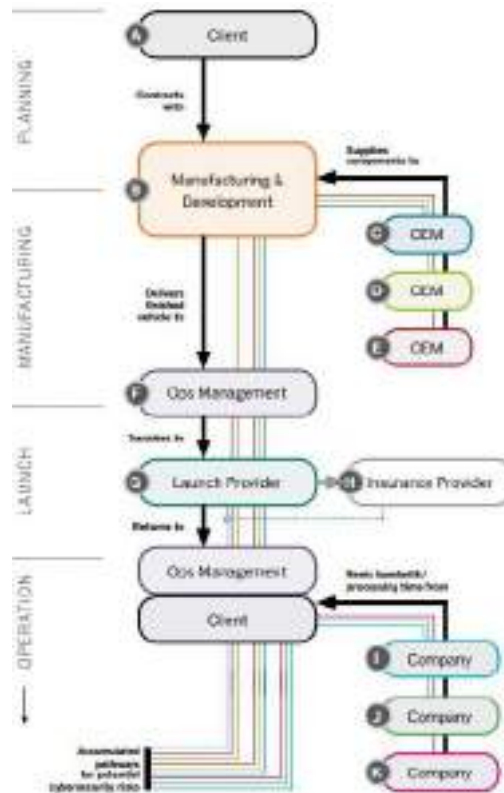 PLANNING
A
Client
Contracts
with
Supplies
components to
B
Manufacturing &
Development
MANUFACTURING
C
OEM
D
OEM
E
OEM
Delivers
finished
vehicle to
F
Ops Management
Transfers to
LAUNCH
G
Launch Provider
H
Insurance Provider
Returns to
Ops Management
OPERATION
Rents bandwidth/
processing time from
Client
I
Company
J
Company
K
Company
Accumulated
pathways
for potential
cybersecurity risks